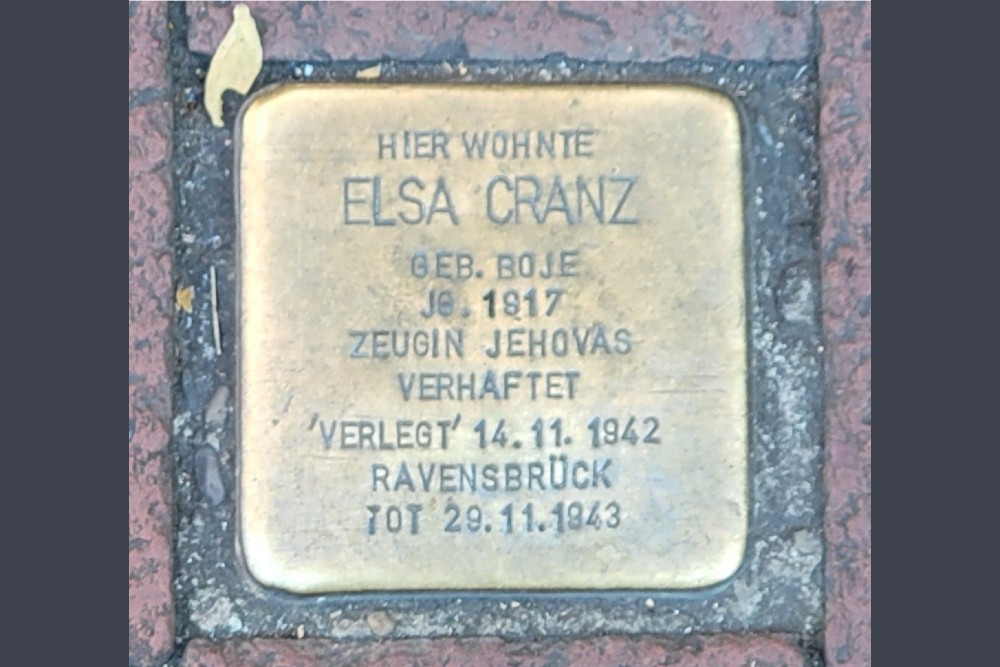 HIER WOHNTE
ELSA CRANZ
GEB. BOJE
JG. 1917
ZEUGIN JEHOVAS
VERHAFTET
'VERLEGT' 14.11.1942
RAVENSBRÜCK
TOT 29.11.1943